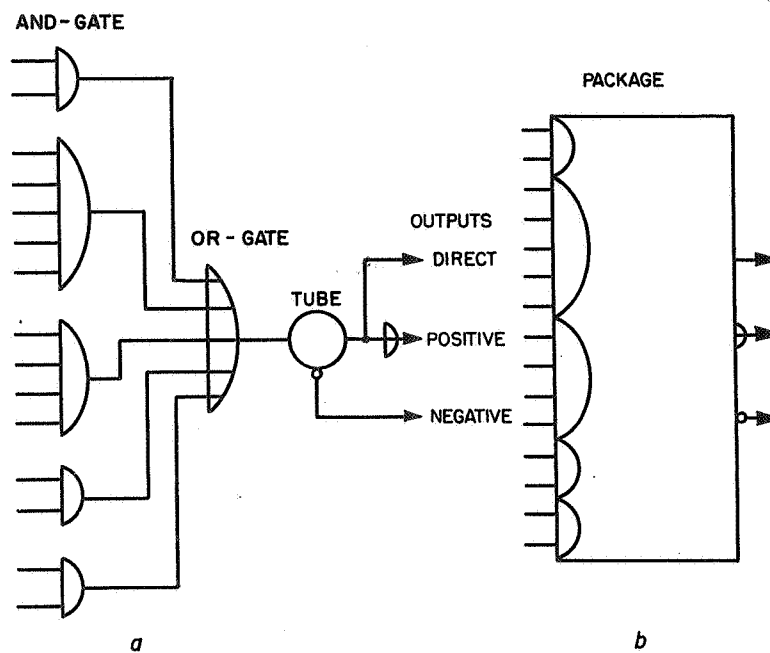 AND-GATE
PACKAGE
OUTPUTS
OR-GATE
DIRECT
TUBE
POSITIVE
NEGATIVE
a
b